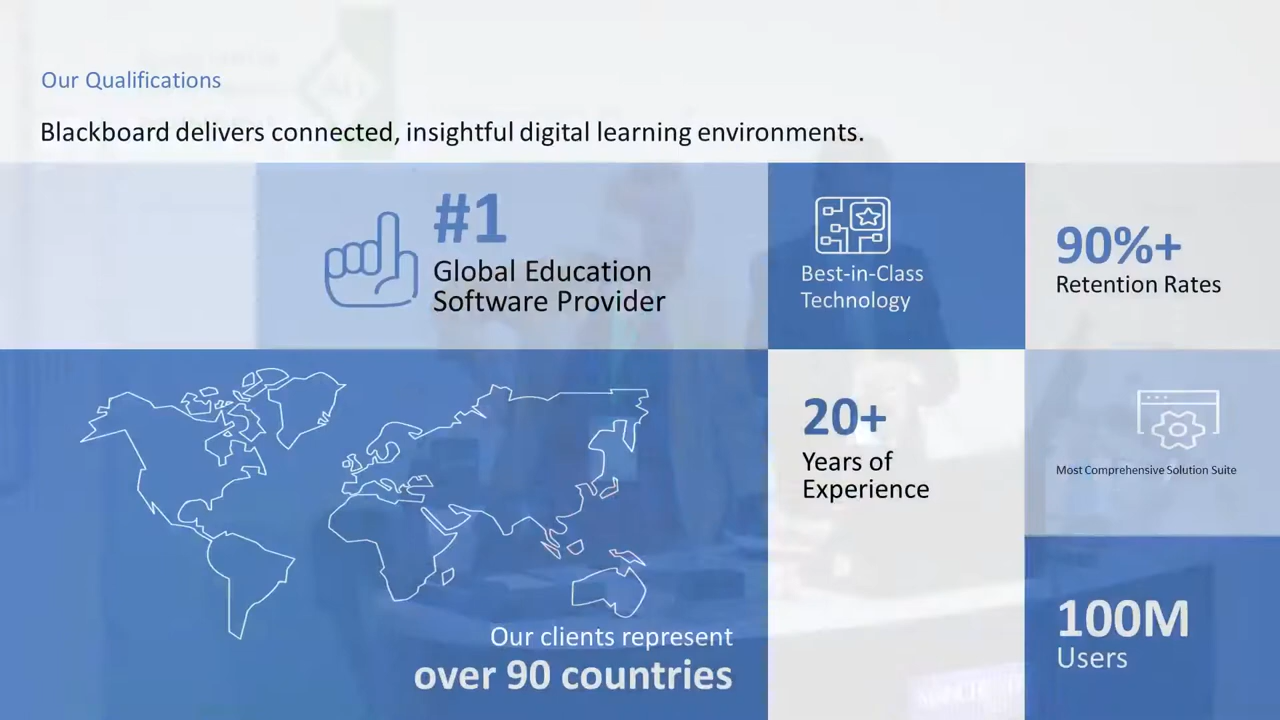 Our Qualifications
Blackboard delivers connected, insightful digital learning environments.
#1
Global Education
Software Provider
Best-in-Class
Technology
90%+
Retention Rates
20+
Years of
Experience
Most Comprehensive Solution Suite
Our clients represent
over 90 countries
100M
Users